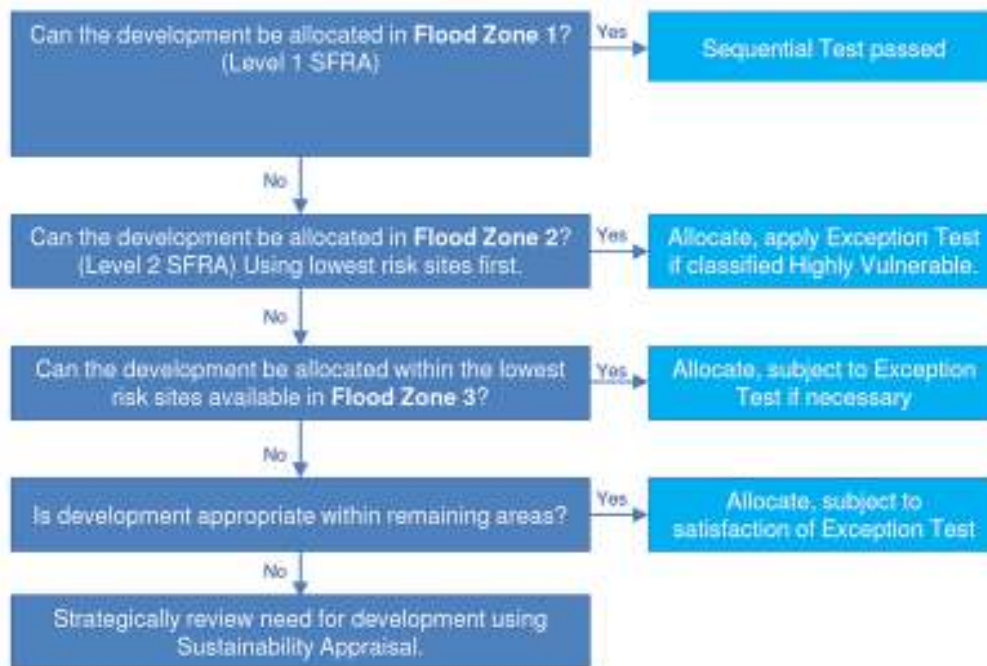 Can the development be allocated in Flood Zone 1?
(Level 1 SFRA)
Yes
Sequential Test passed
No
Can the development be allocated in Flood Zone 2?
(Level 2 SFRA) Using lowest risk sites first.
Yes
Allocate, apply Exception Test
if classified Highly Vulnerable.
No
Can the development be allocated within the lowest
risk sites available in Flood Zone 3?
Yes
Allocate, subject to Exception
Test if necessary
No
Is development appropriate within remaining areas?
Yes
Allocate, subject to
satisfaction of Exception Test
No
Strategically review need for development using
Sustainability Appraisal.